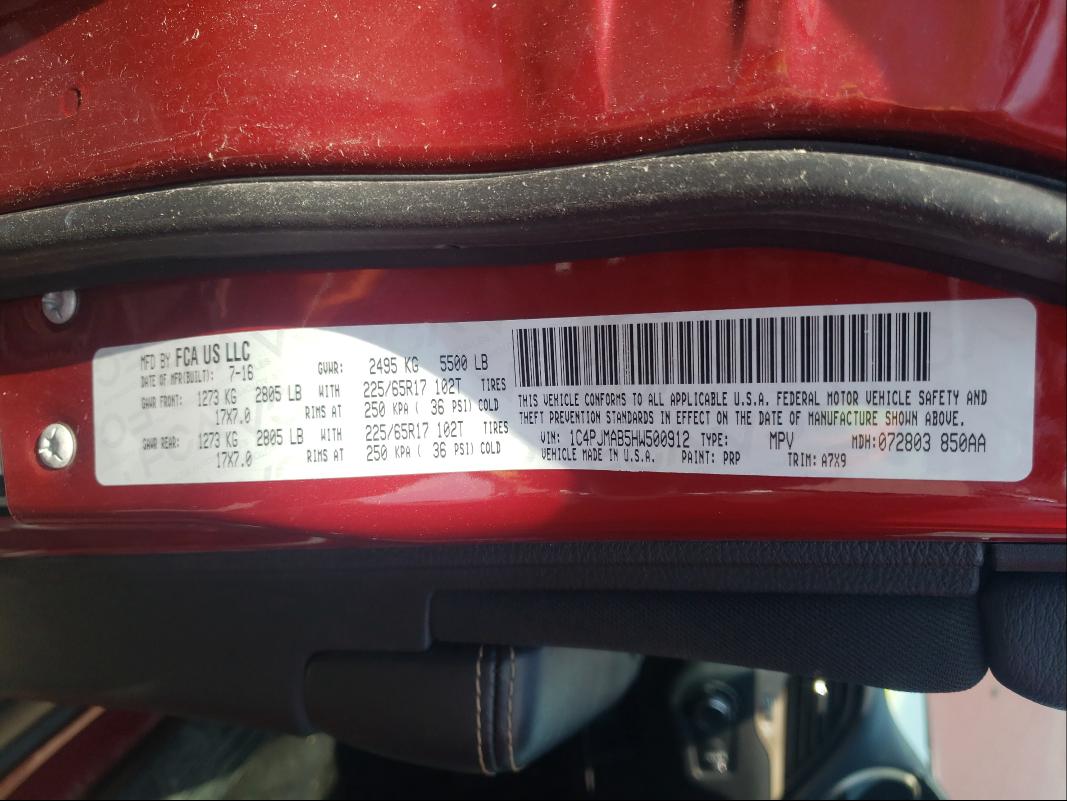 MFD BY FCA US LLC
DATE OF MFR(BUILT): 7-16
GVWR: 2495 KG 5500 LB
GAWR FRONT: 1273 KG 2805 LB WITH 225/65R17 102T TIRES
17X7.0 RIMS AT 250 KPA ( 36 PSI) COLD
GAWR REAR: 1273 KG 2805 LB WITH 225/65R17 102T TIRES
17X7.0 RIMS AT 250 KPA ( 36 PSI) COLD
THIS VEHICLE CONFORMS TO ALL APPLICABLE U.S.A. FEDERAL MOTOR VEHICLE SAFETY AND
THEFT PREVENTION STANDARDS IN EFFECT ON THE DATE OF MANUFACTURE SHOWN ABOVE.
VIN: 1C4PJMAB5HW500912 TYPE: MPV MDH:072803 850AA
VEHICLE MADE IN U.S.A. PAINT: PRP TRIM: A7X9